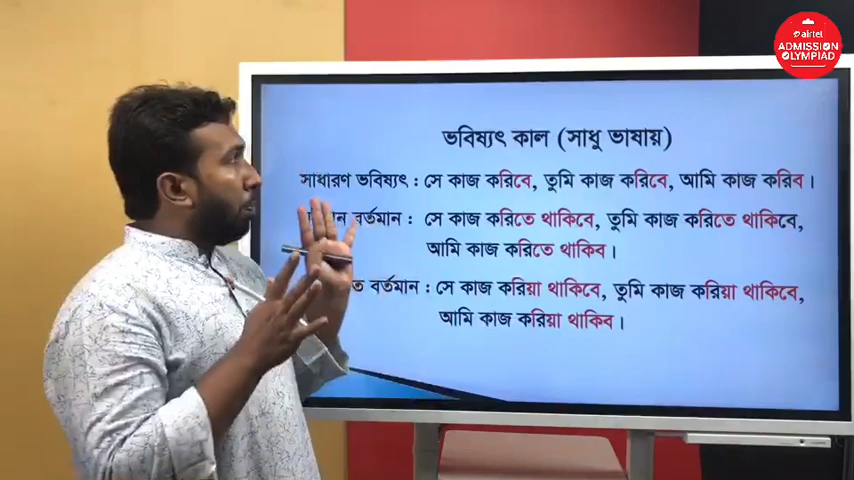 airtel
ADMISSION
OLYMPIAD
ভবিষ্যৎ কাল (সাধু ভাষায়)
সাধারণ ভবিষ্যৎ : সে কাজ করিবে, তুমি কাজ করিবে, আমি কাজ করিব।
বর্তমান : সে কাজ করিতে থাকিবে, তুমি কাজ করিতে থাকিবে,
আমি কাজ করিতে থাকিব।
বর্তমান : সে কাজ করিয়া থাকিবে, তুমি কাজ করিয়া থাকিবে,
আমি কাজ করিয়া থাকিব।